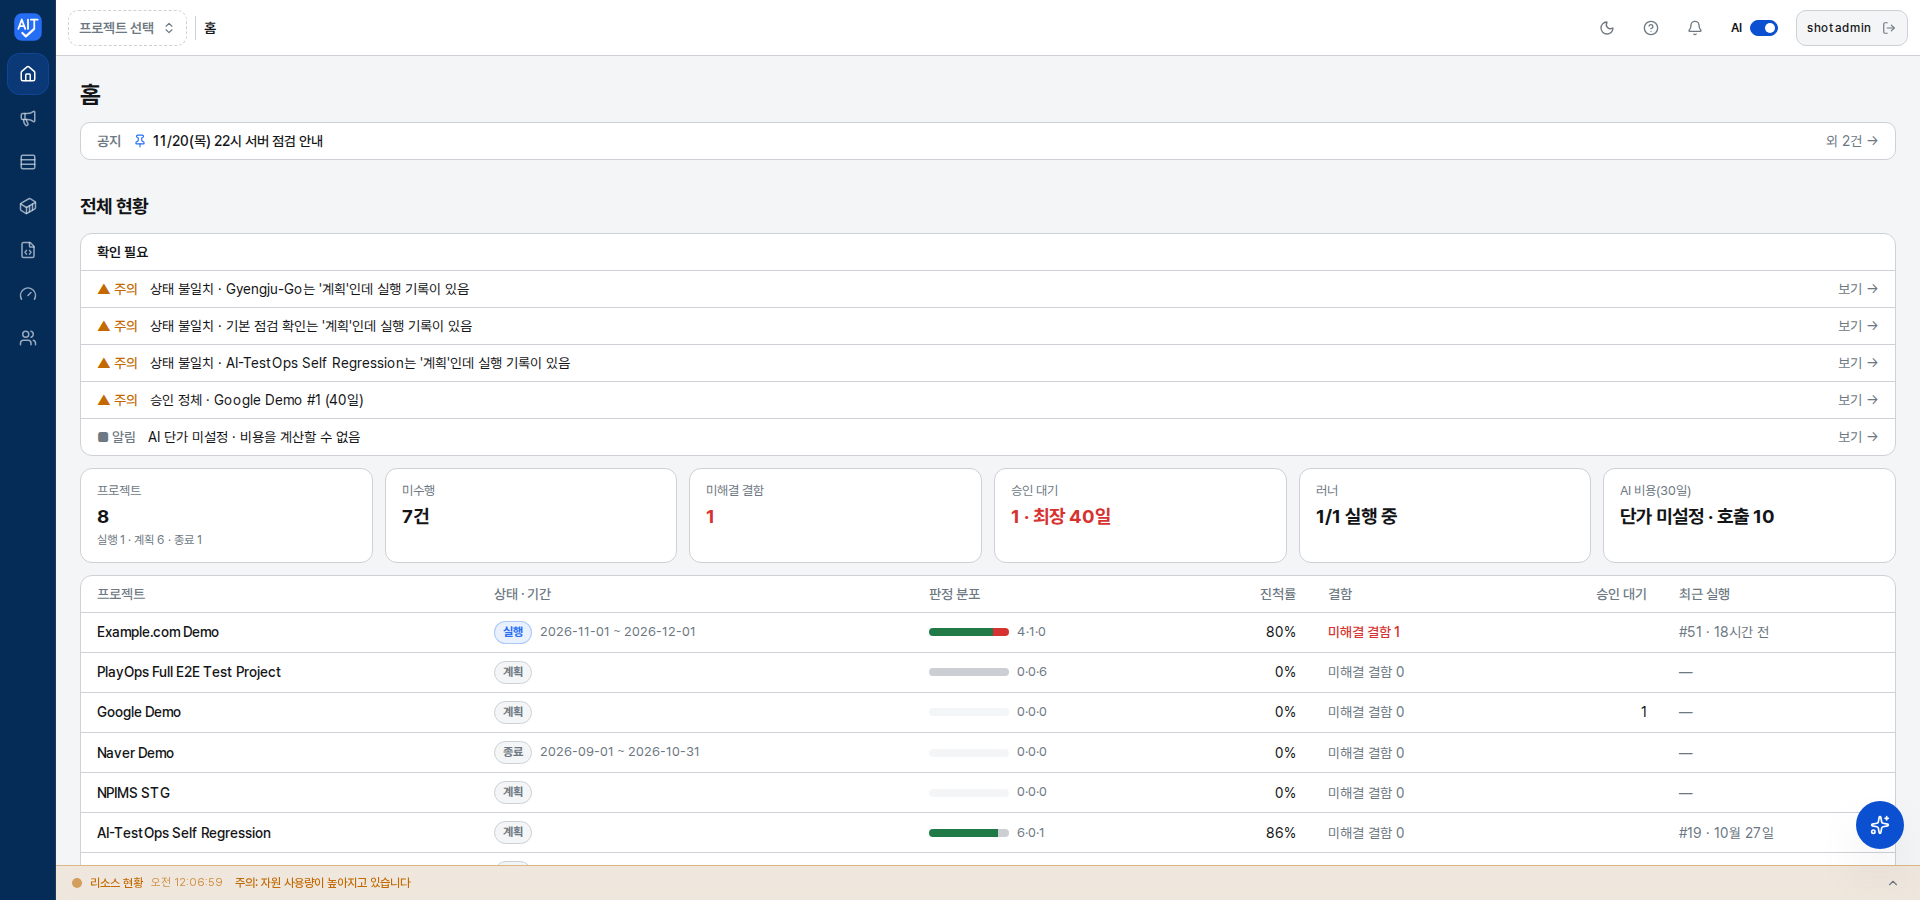 AIT
프로젝트 선택
홈
AI
shotadmin
홈
공지 11/20(목) 22시 서버 점검 안내 외 2건 →
전체 현황
확인 필요
주의 상태 불일치 · Gyengju-Go는 '계획'인데 실행 기록이 있음 보기 →
주의 상태 불일치 · 기본 점검 확인는 '계획'인데 실행 기록이 있음 보기 →
주의 상태 불일치 · AI-TestOps Self Regression는 '계획'인데 실행 기록이 있음 보기 →
주의 승인 정체 · Google Demo #1 (40일) 보기 →
알림 AI 단가 미설정 · 비용을 계산할 수 없음 보기 →
프로젝트
8
실행 1 · 계획 6 · 종료 1
미수행
7건
미해결 결함
1
승인 대기
1 · 최장 40일
러너
1/1 실행 중
AI 비용(30일)
단가 미설정 · 호출 10
프로젝트 상태 · 기간 판정 분포 진척률 결함 승인 대기 최근 실행
Example.com Demo 실행 2026-11-01 ~ 2026-12-01 4·1·0 80% 미해결 결함 1 #51 · 18시간 전
PlayOps Full E2E Test Project 계획 0·0·6 0% 미해결 결함 0 —
Google Demo 계획 0·0·0 0% 미해결 결함 0 1 —
Naver Demo 종료 2026-09-01 ~ 2026-10-31 0·0·0 0% 미해결 결함 0 —
NPIMS STG 계획 0·0·0 0% 미해결 결함 0 —
AI-TestOps Self Regression 계획 6·0·1 86% 미해결 결함 0 #19 · 10월 27일
리소스 현황 오전 12:06:59 주의: 자원 사용량이 높아지고 있습니다